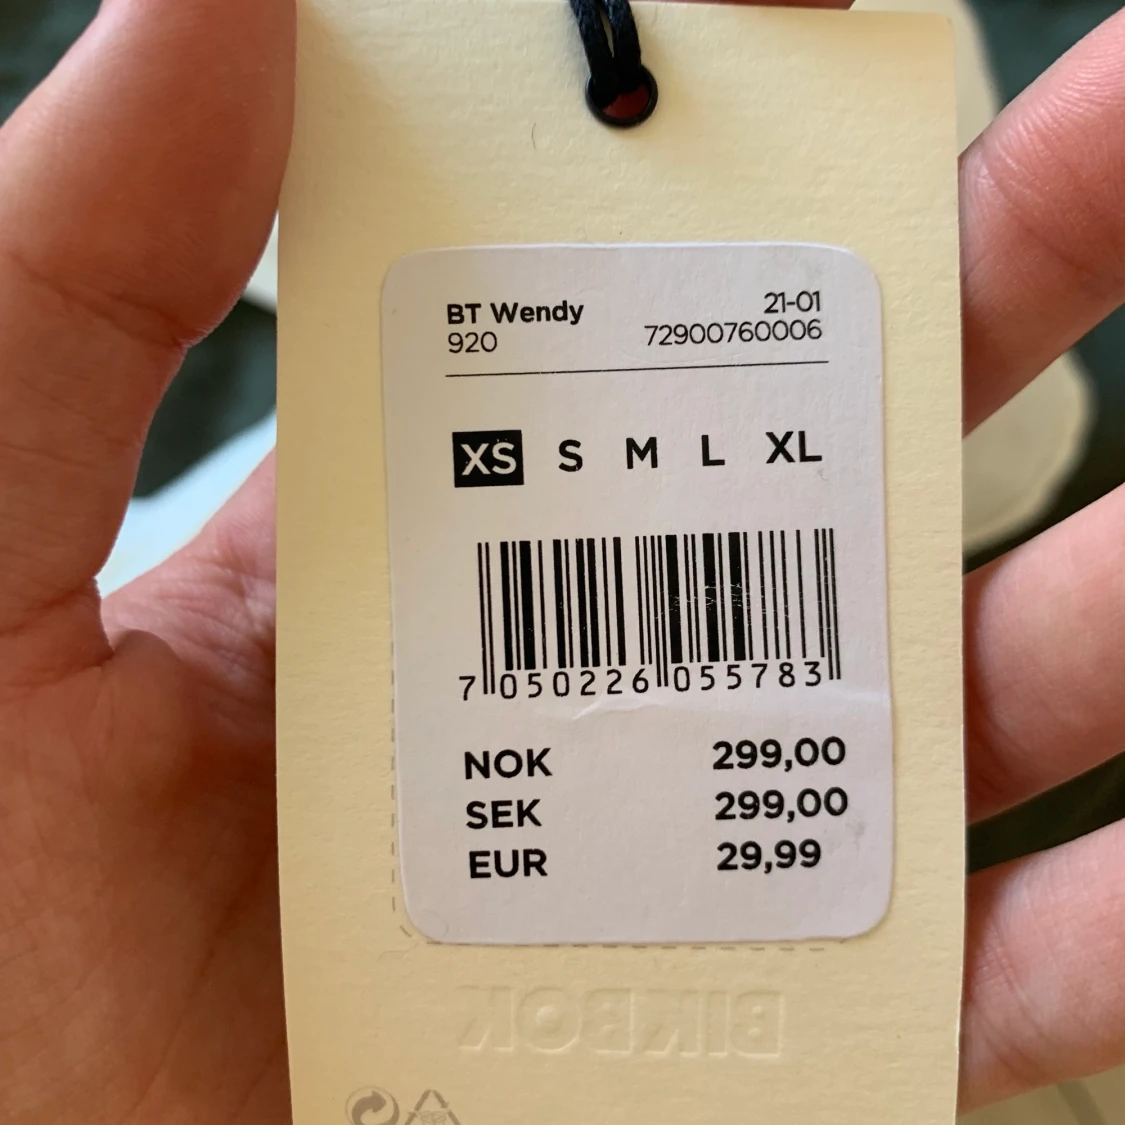 BT Wendy 21-01
920 72900760006
XS S M L XL
7 050226 055783
NOK 299,00
SEK 299,00
EUR 29,99
BIKBOK